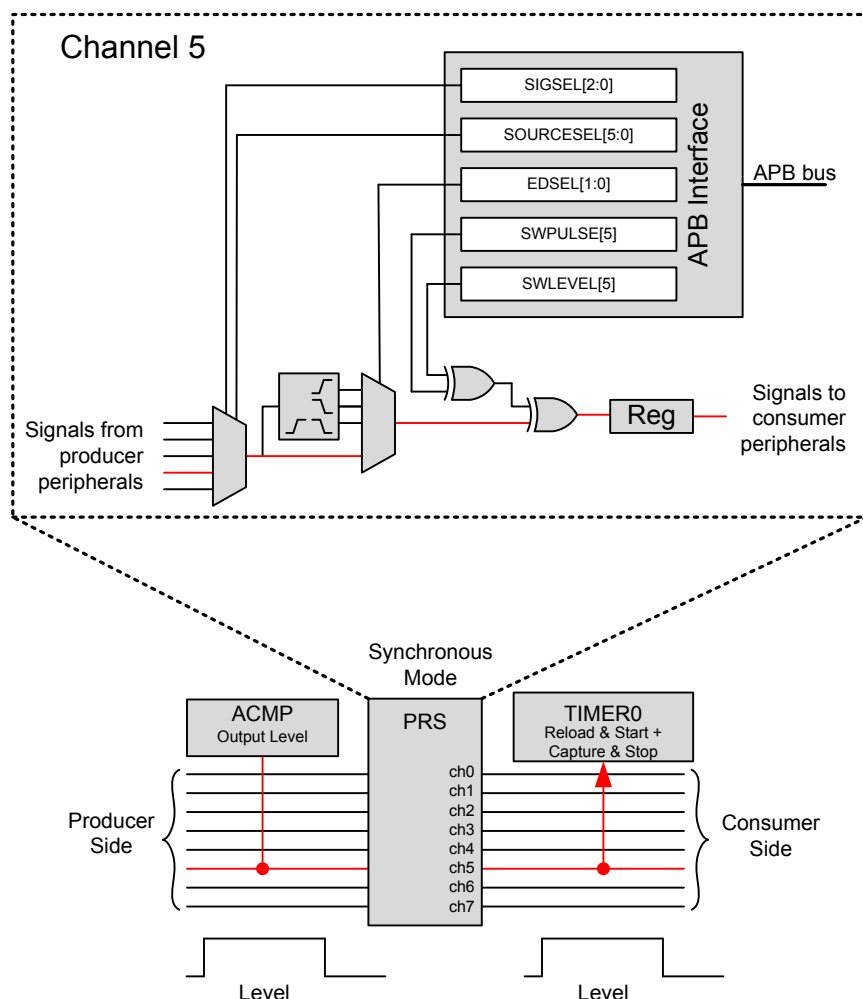 Channel 5
SIGSEL[2:0]
SOURCESEL[5:0]
EDSEL[1:0]
SWPULSE[5]
SWLEVEL[5]
APB Interface
APB bus
Signals from
producer
peripherals
Reg
Signals to
consumer
peripherals
Synchronous
Mode
ACMP
Output Level
PRS
TIMER0
Reload & Start +
Capture & Stop
ch0
ch1
ch2
ch3
ch4
ch5
ch6
ch7
Producer
Side
Consumer
Side
Level
Level